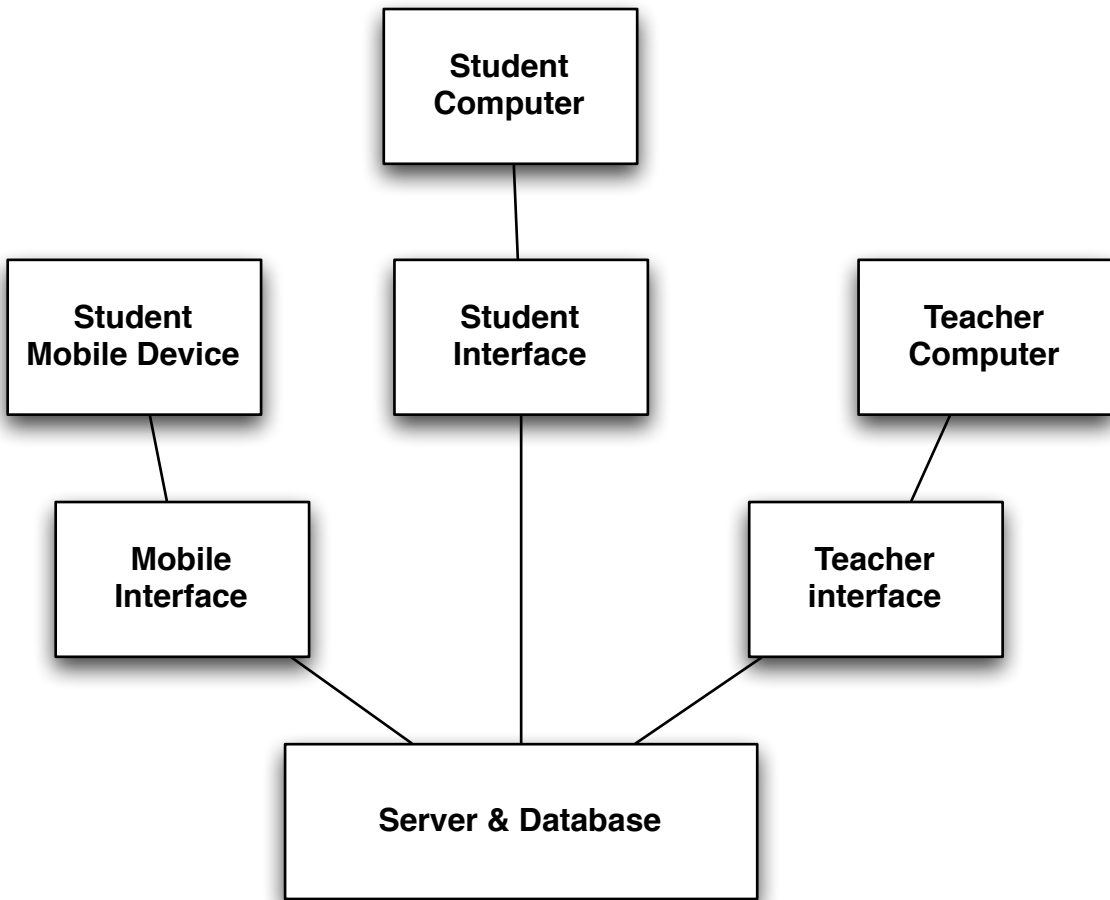 Student
Computer
Student
Mobile Device
Student
Interface
Teacher
Computer
Mobile
Interface
Teacher
interface
Server & Database